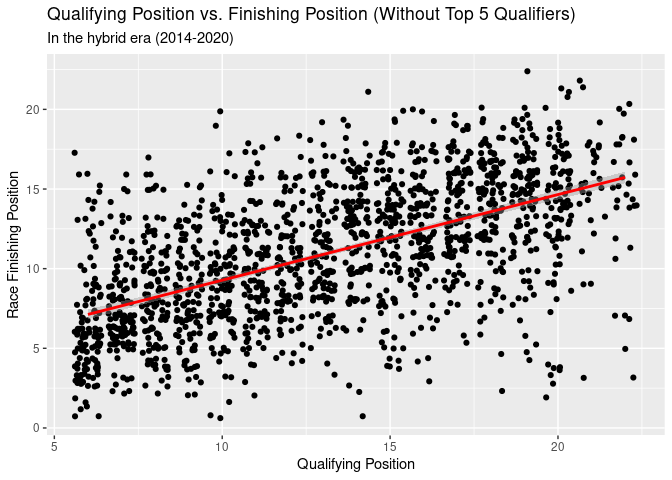 Qualifying Position vs. Finishing Position (Without Top 5 Qualifiers)
In the hybrid era (2014-2020)
Race Finishing Position
20
15
10
5
0
5 10 15 20
Qualifying Position